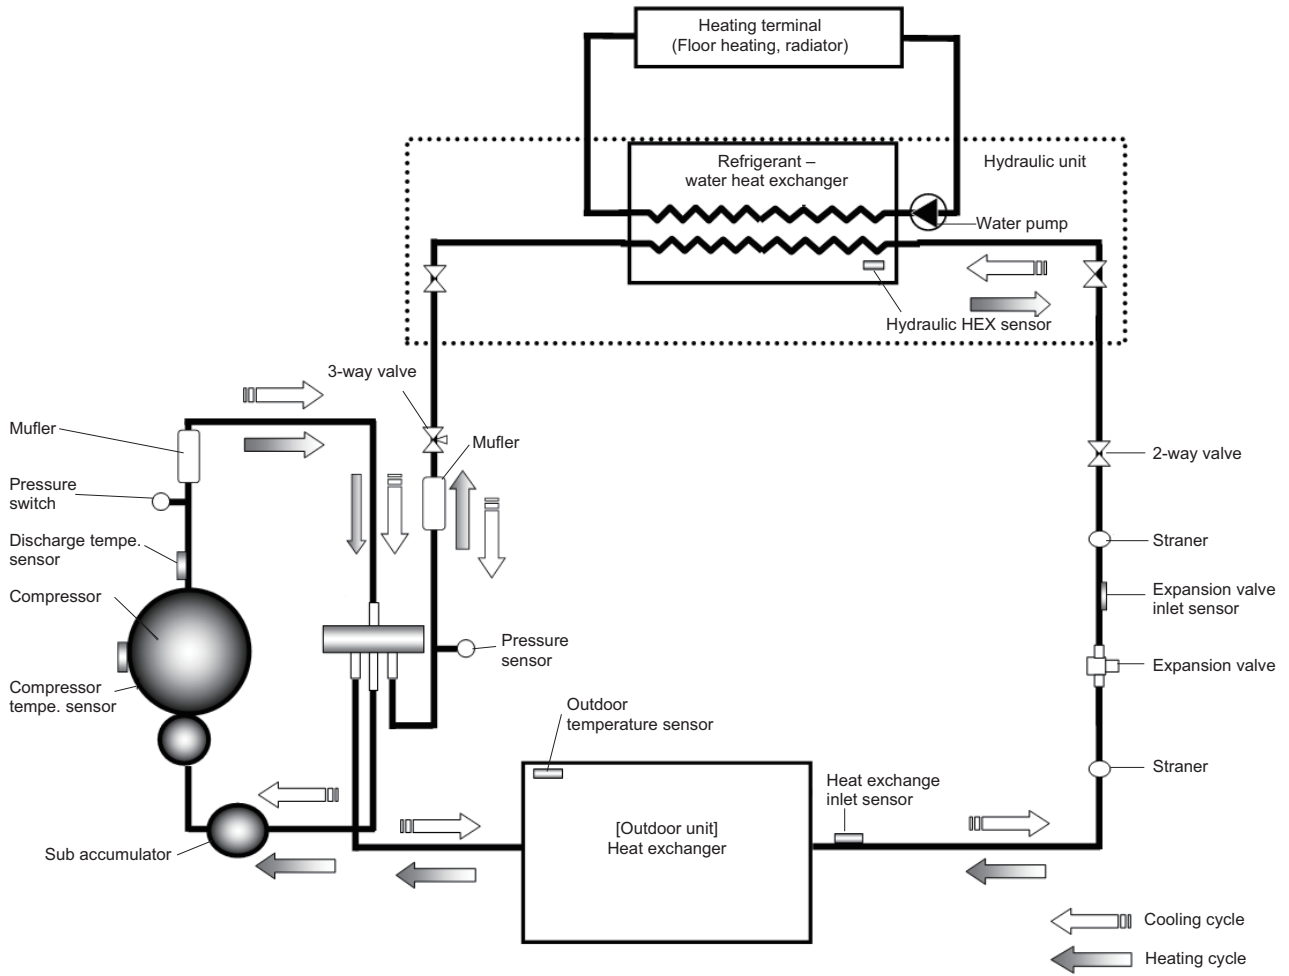 Heating terminal
(Floor heating, radiator)
Refrigerant –
water heat exchanger
Hydraulic unit
Water pump
Hydraulic HEX sensor
3-way valve
Mufler
Mufler
Pressure
switch
2-way valve
Discharge tempe.
sensor
Straner
Compressor
Expansion valve
inlet sensor
Pressure
sensor
Expansion valve
Compressor
tempe. sensor
Outdoor
temperature sensor
Straner
Heat exchange
inlet sensor
[Outdoor unit]
Heat exchanger
Sub accumulator
Cooling cycle
Heating cycle